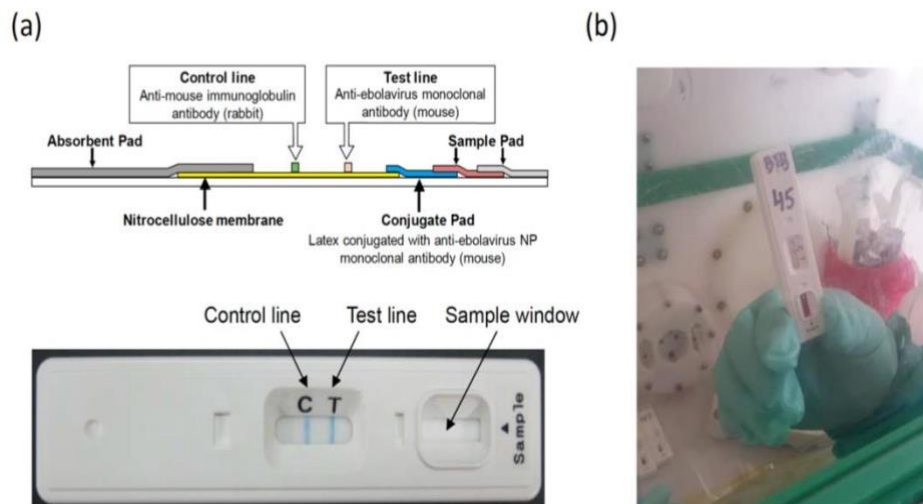 (a)
(b)
Control line
Anti-mouse immunoglobulin
antibody (rabbit)
Test line
Anti-ebolavirus monoclonal
antibody (mouse)
Absorbent Pad
Sample Pad
Nitrocellulose membrane
Conjugate Pad
Latex conjugated with anti-ebolavirus NP
monoclonal antibody (mouse)
Control line
Test line
Sample window
C T
Sample
45